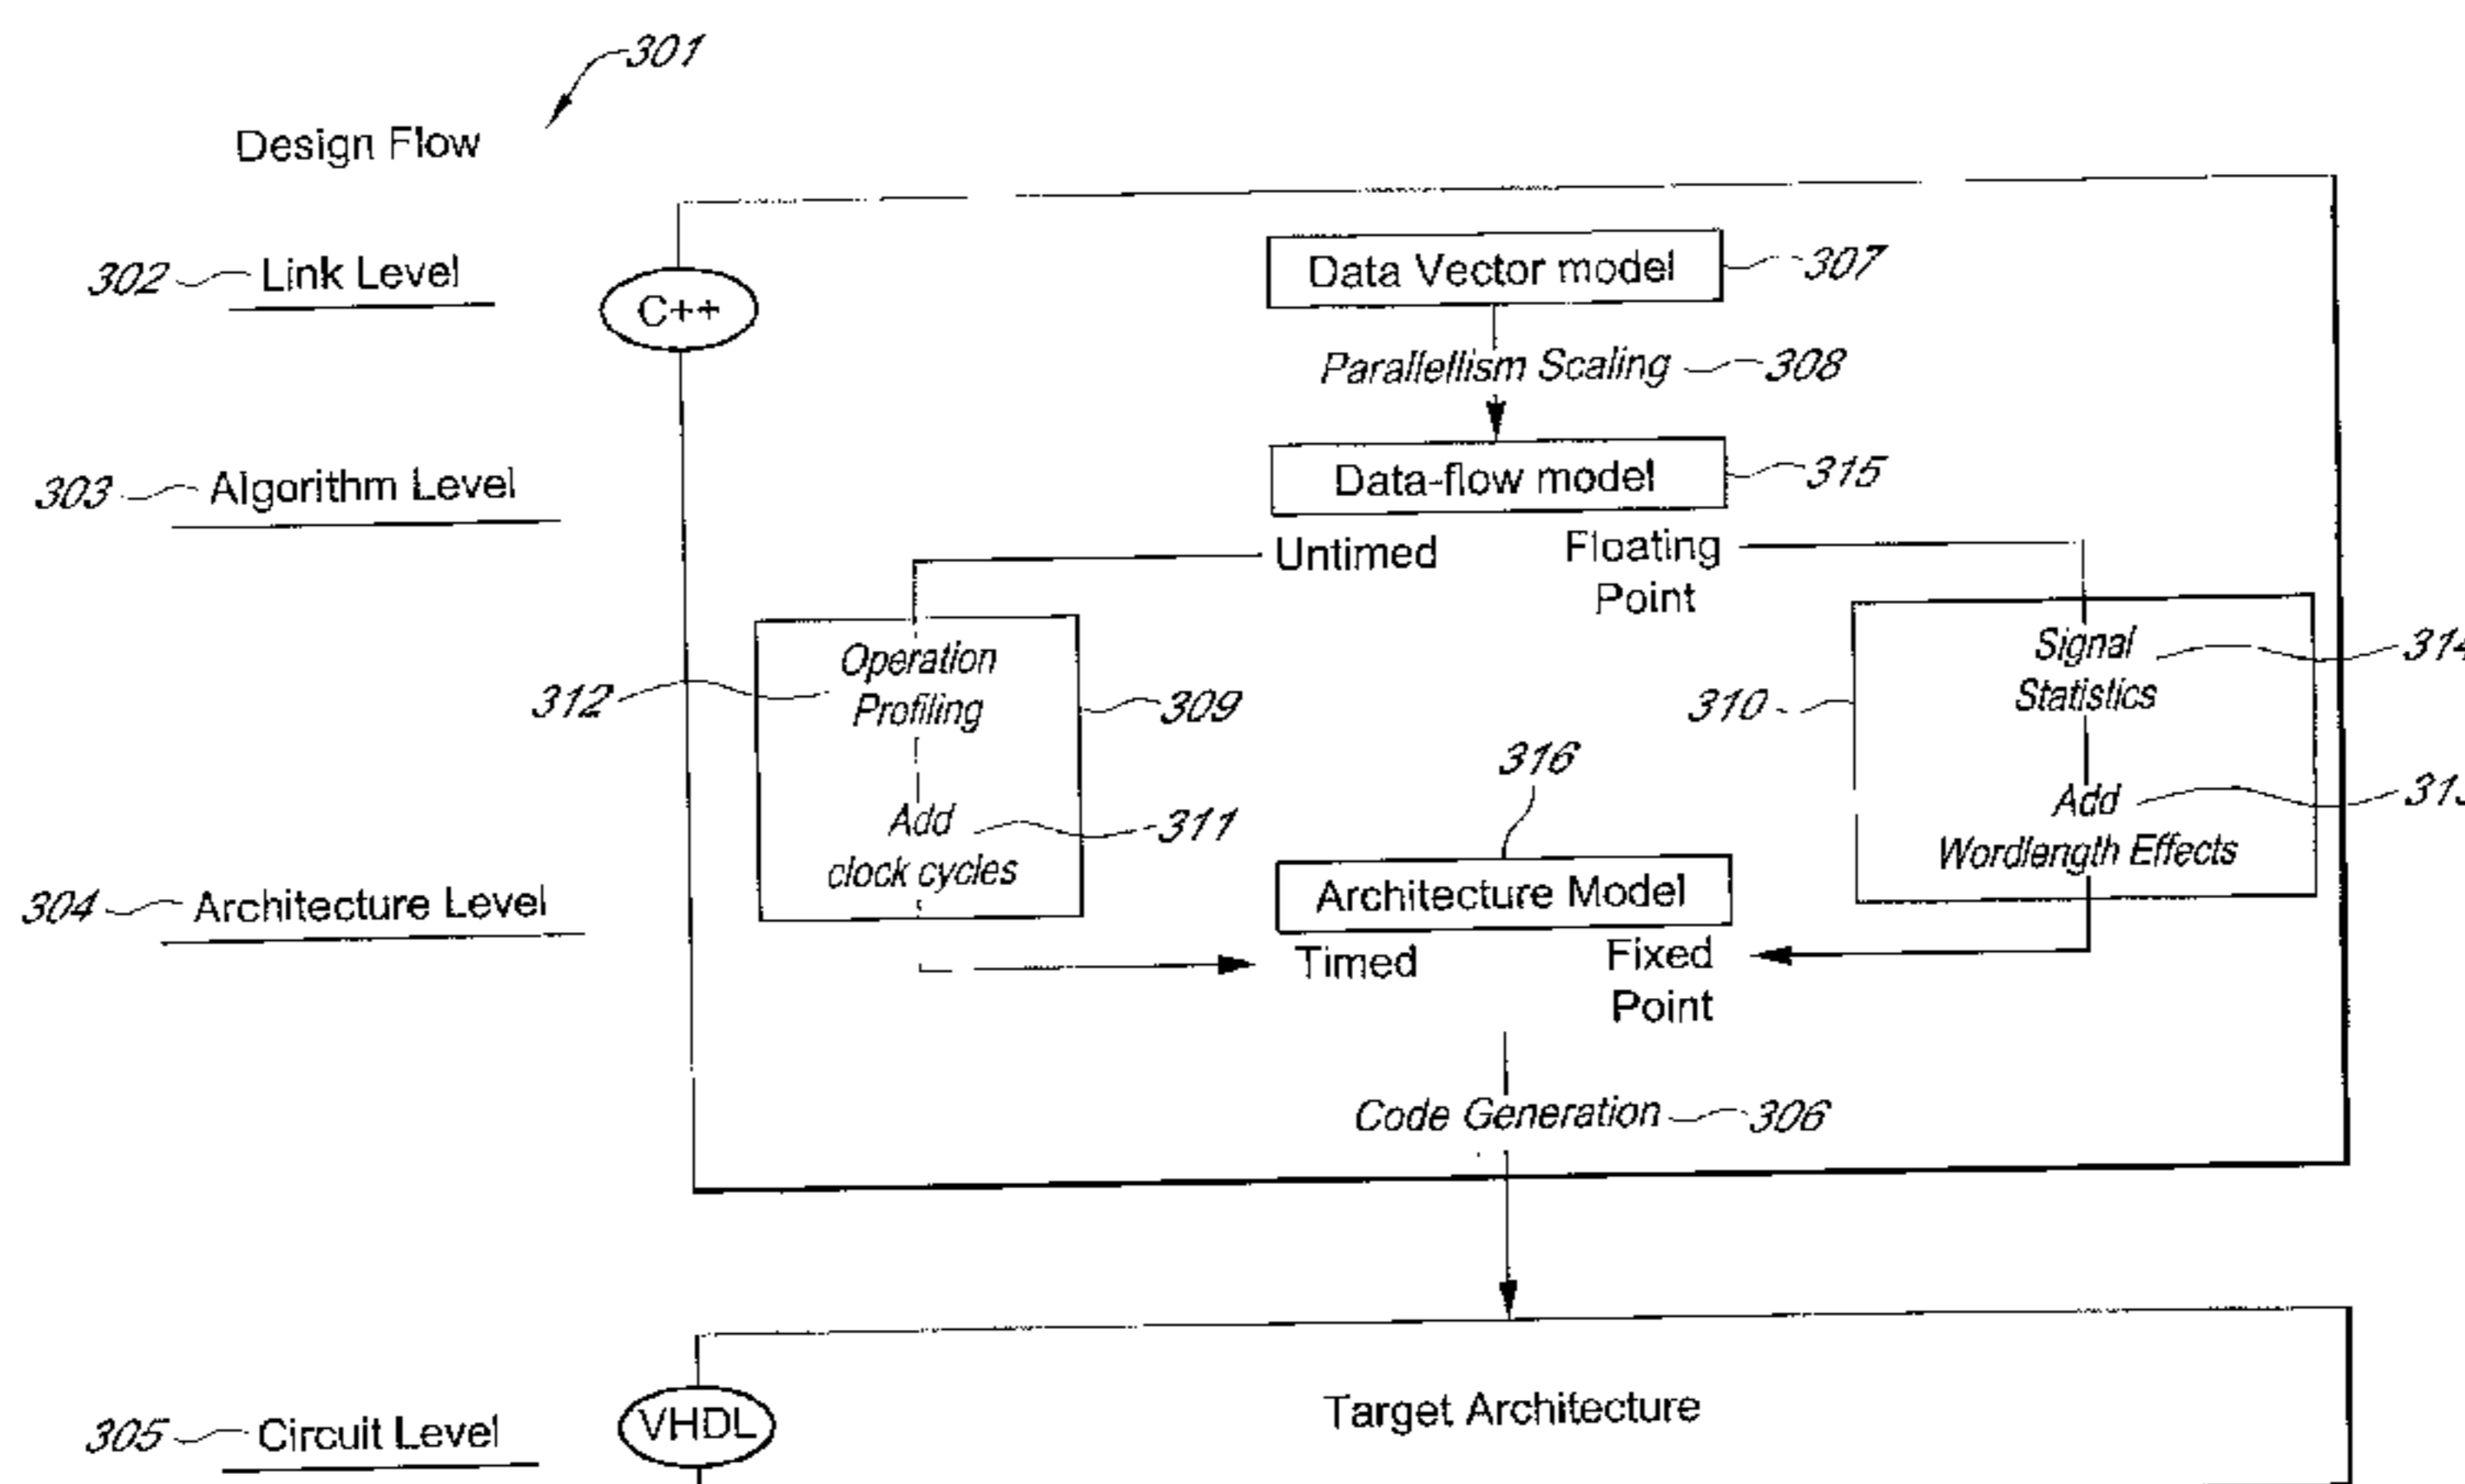 301
Design Flow
302 Link Level
C++
Data Vector model 307
Parallellism Scaling 308
303 Algorithm Level
Data-flow model 315
Untimed
Floating
Point
312
Operation
Profiling
309
310
Signal
Statistics
314
316
Add
clock cycles
311
Add
Wordlength Effects
304 Architecture Level
Architecture Model
Timed
Fixed
Point
Code Generation 306
305 Circuit Level
VHDL
Target Architecture